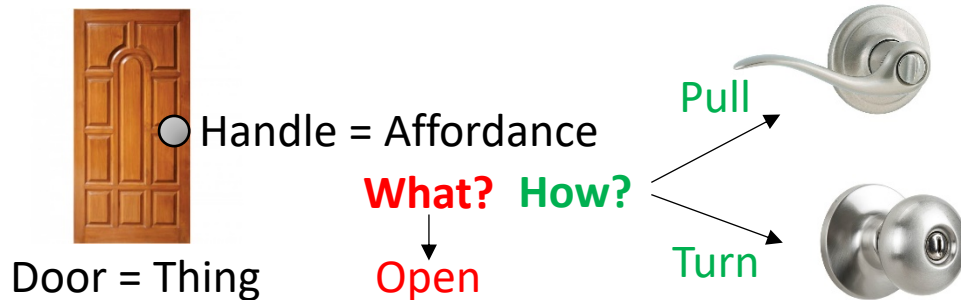 Handle = Affordance
What? How?
Pull
Turn
Open
Door = Thing